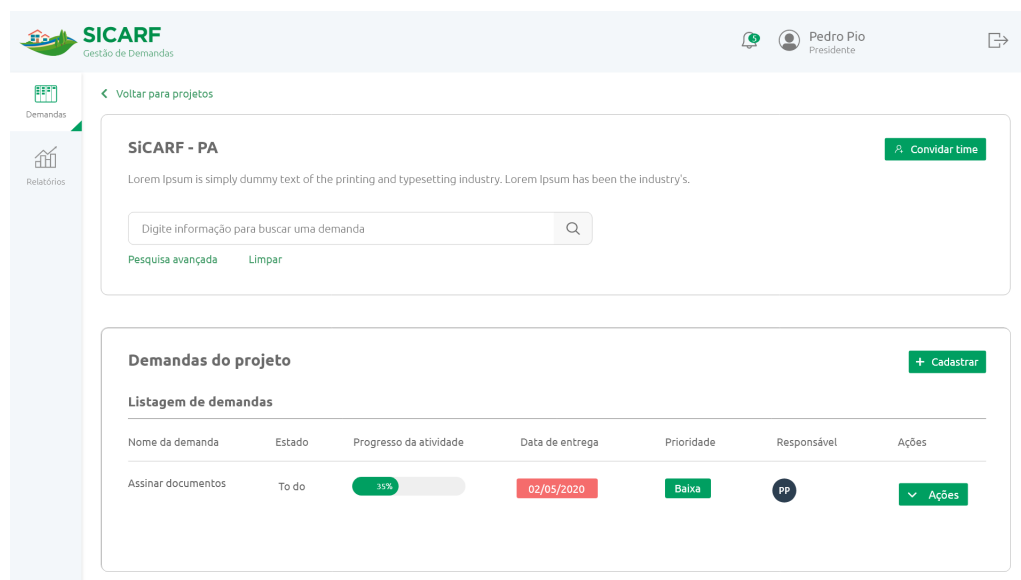 SICARF
Gestão de Demandas
5
Pedro Pio
Presidente
Demandas
Relatórios
Voltar para projetos
SiCARF - PA
Convidar time
Lorem Ipsum is simply dummy text of the printing and typesetting industry. Lorem Ipsum has been the industry's.
Digite informação para buscar uma demanda
Pesquisa avançada Limpar
Demandas do projeto
+ Cadastrar
Listagem de demandas
Nome da demanda Estado Progresso da atividade Data de entrega Prioridade Responsável Ações
Assinar documentos To do 35% 02/05/2020 Baixa PP Ações